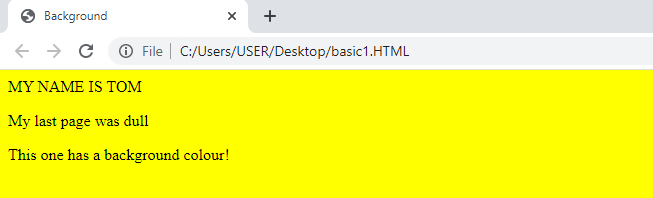 Background
File C:/Users/USER/Desktop/basic1.HTML
MY NAME IS TOM
My last page was dull
This one has a background colour!